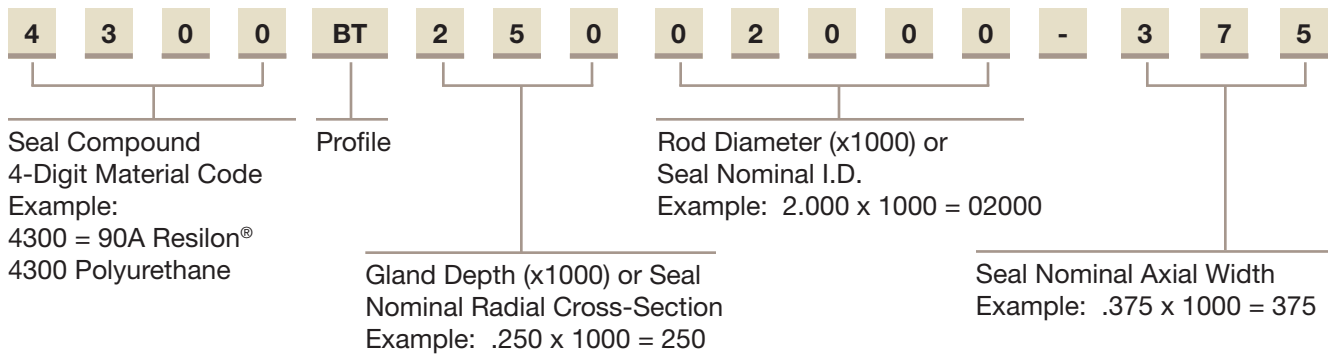 4 3 0 0 BT 2 5 0 0 2 0 0 0 - 3 7 5
Seal Compound
4-Digit Material Code
Example:
4300 = 90A Resilon®
4300 Polyurethane
Profile
Gland Depth (x1000) or Seal
Nominal Radial Cross-Section
Example: .250 x 1000 = 250
Rod Diameter (x1000) or
Seal Nominal I.D.
Example: 2.000 x 1000 = 02000
Seal Nominal Axial Width
Example: .375 x 1000 = 375